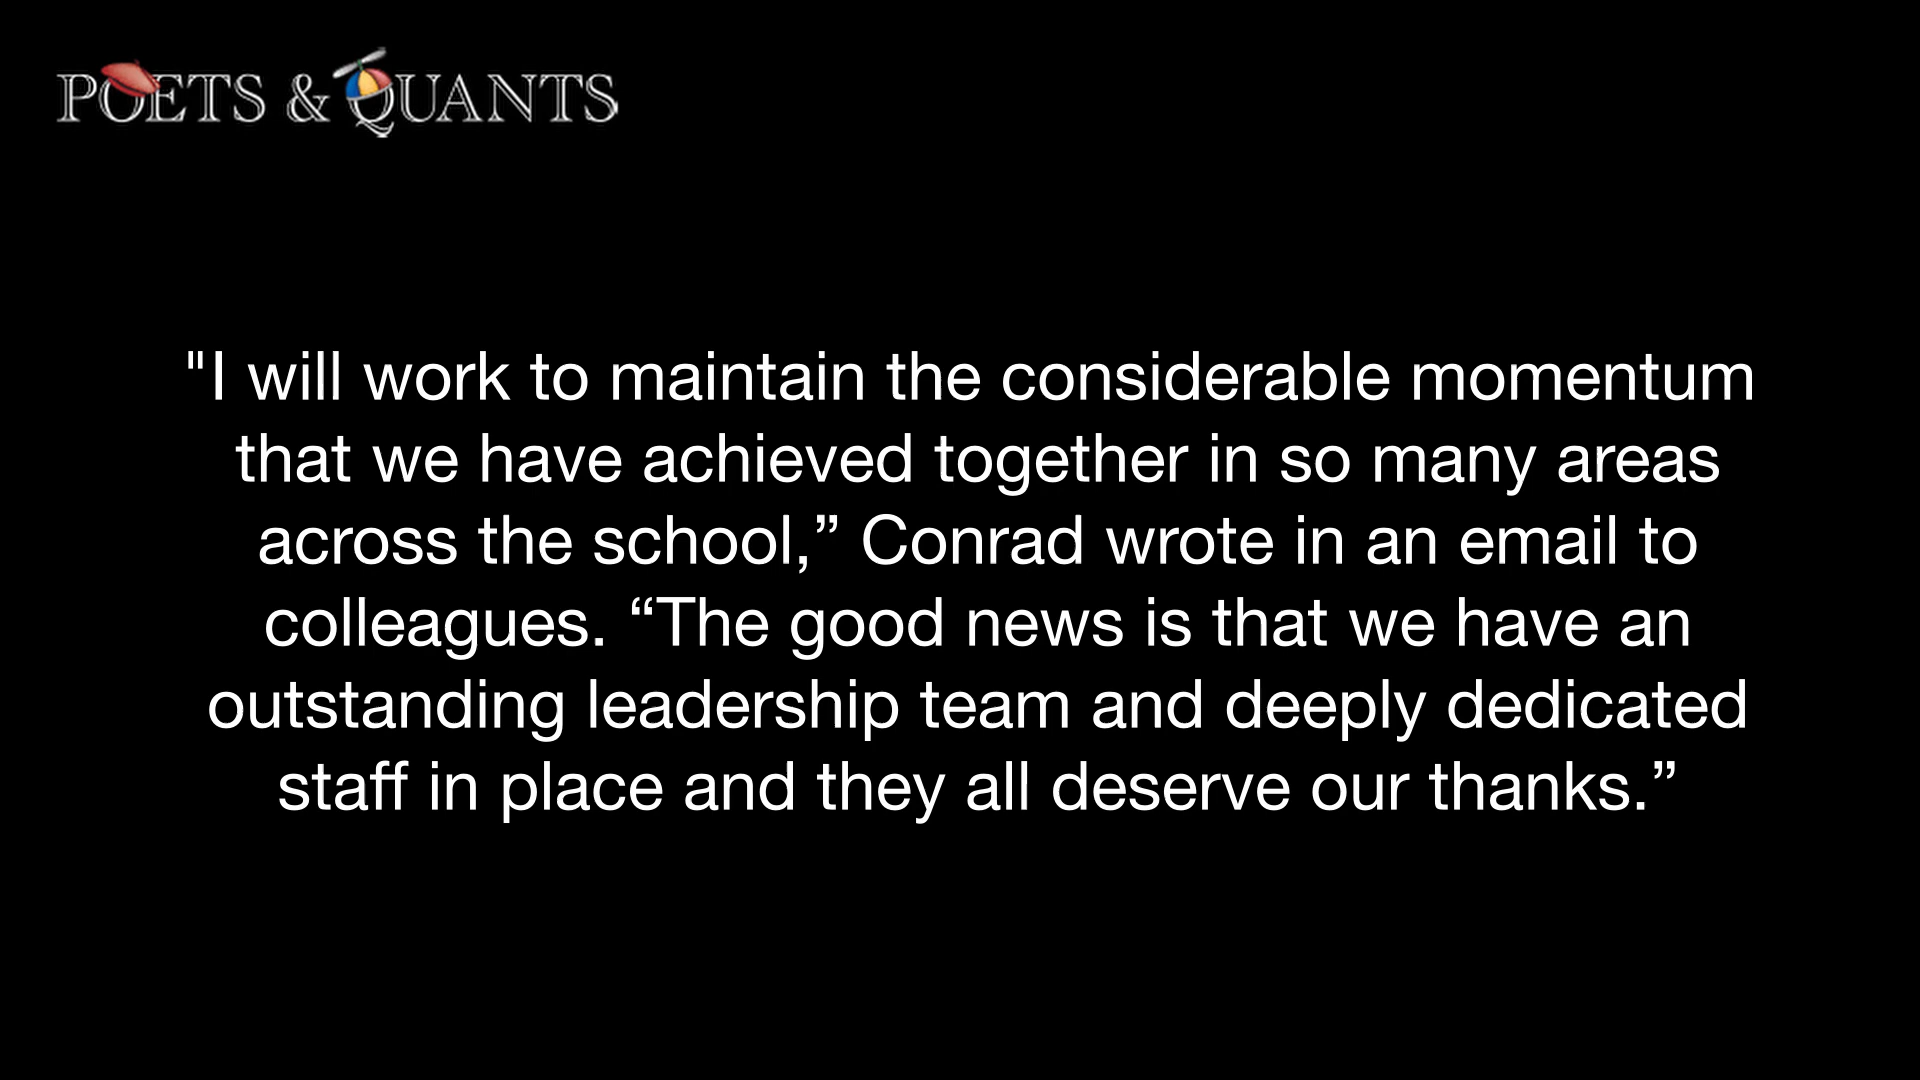 POETS & QUANTS
"I will work to maintain the considerable momentum
that we have achieved together in so many areas
across the school,” Conrad wrote in an email to
colleagues. “The good news is that we have an
outstanding leadership team and deeply dedicated
staff in place and they all deserve our thanks.”